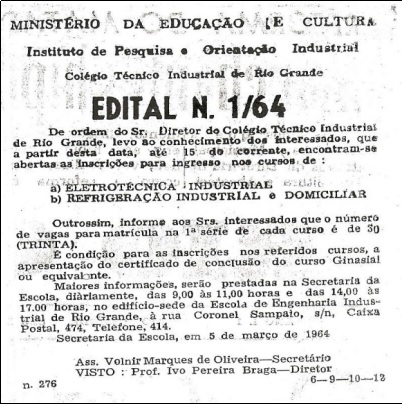 MINISTÉRIO DA EDUCAÇÃO E CULTURA
Instituto de Pesquisa e Orientação Industrial
Colégio Técnico Industrial de Rio Grande
EDITAL N. 1/64
De ordem do Sr. Diretor do Colégio Técnico Industrial
de Rio Grande, levo ao conhecimento dos interessados, que
a partir desta data, até 15 do corrente, encontram-se
abertas as inscrições para ingresso nos cursos de :
a) ELETROTÉCNICA INDUSTRIAL
b) REFRIGERAÇÃO INDUSTRIAL e DOMICILIAR
Outrossim, informo aos Srs. interessados que o número
de vagas para matrícula na 1ª série de cada curso é de 30
(TRINTA).
É condição para as inscrições nos referidos cursos, a
apresentação do certificado de conclusão do curso Ginasial
ou equivalente.
Maiores informações, serão prestadas na Secretaria da
Escola, diàriamente, das 9,00 às 11,00 horas e das 14,00 às
17.00 horas, no edifício-sede da Escola de Engenharia Indus-
trial de Rio Grande, à rua Coronel Sampaio, s/n, Caixa
Postal, 474, Telefone, 414.
Secretaria da Escola, em 5 de março de 1964
Ass. Volnir Marques de Oliveira—Secretário
VISTO : Prof. Ivo Pereira Braga—Diretor
n. 276 6—9—10—12